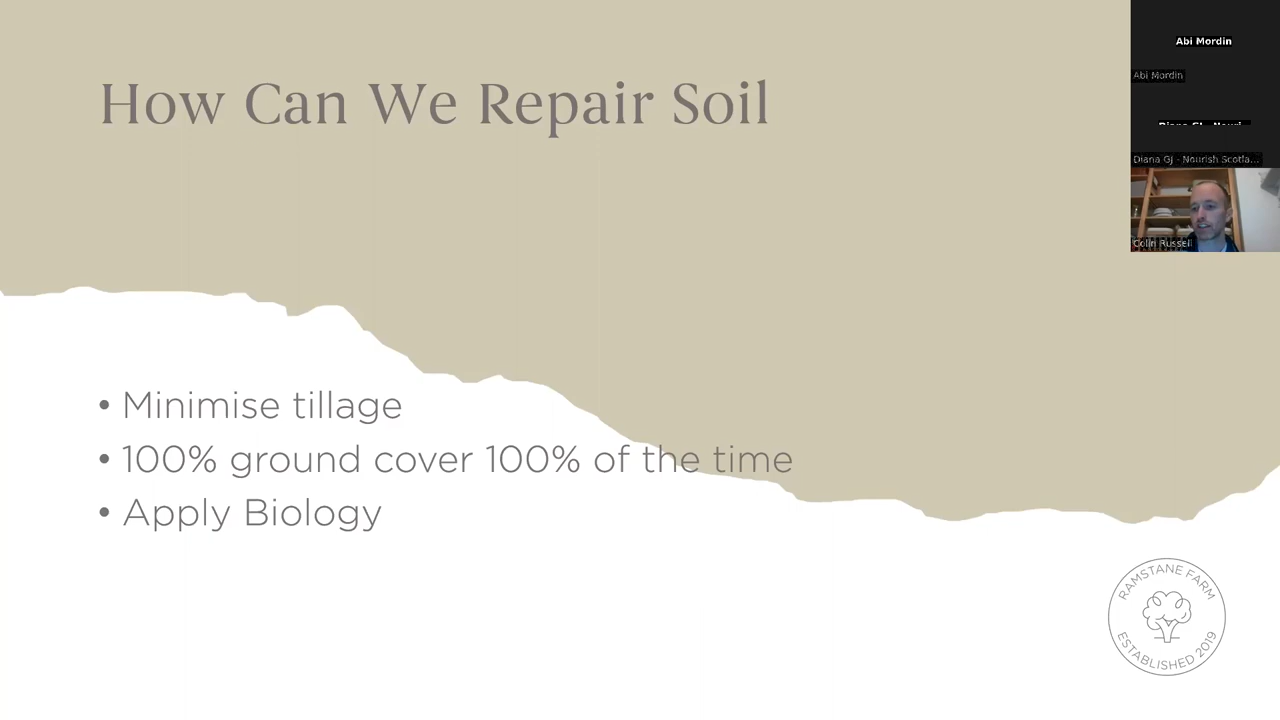 How Can We Repair Soil
• Minimise tillage
• 100% ground cover 100% of the time
• Apply Biology
Abi Mordin
Abi Mordin
Diana GJ - Nourish Scotla...
Colin Russell
RAMSTANE FARM
ESTABLISHED 2019